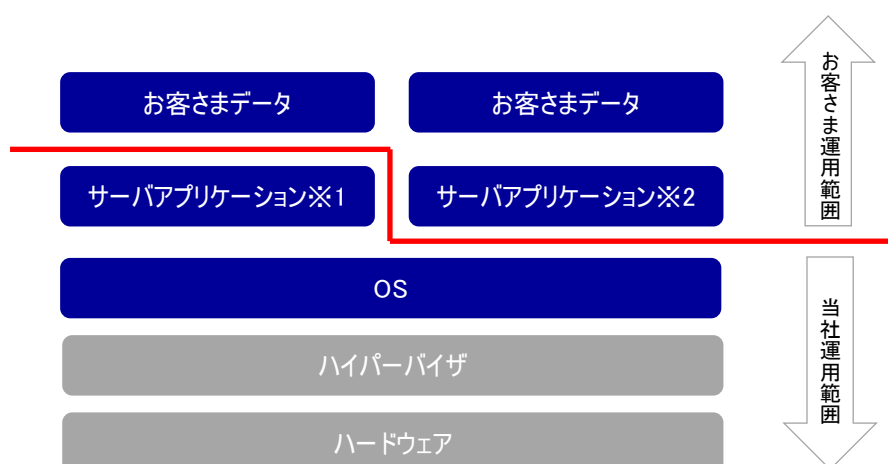 お客さまデータ
お客さまデータ
お客さま運用範囲
サーバアプリケーション※1
サーバアプリケーション※2
OS
当社運用範囲
ハイパーバイザ
ハードウェア